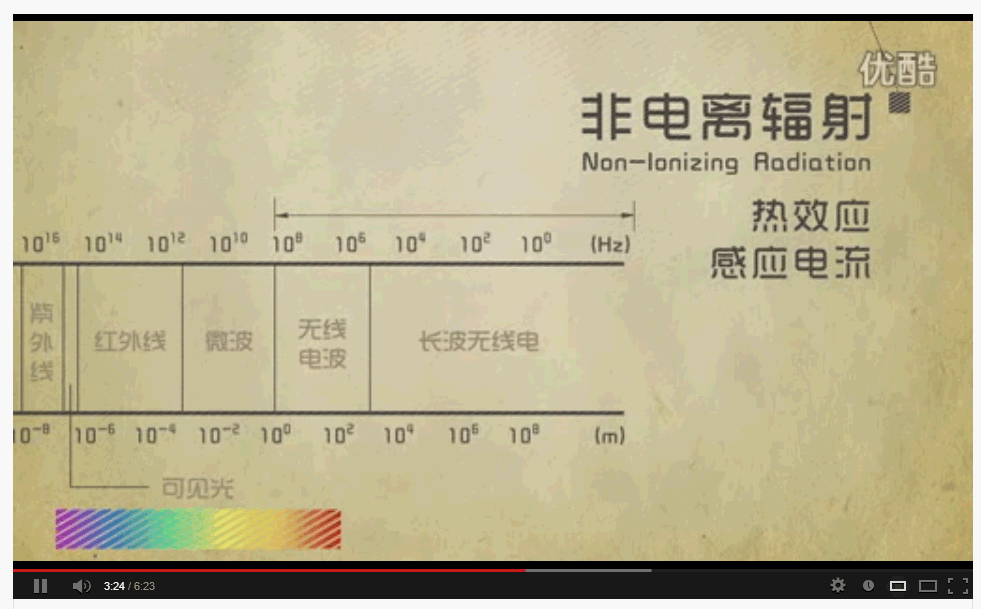 优酷
非电离辐射
Non-Ionizing Radiation
热效应
感应电流
10¹⁶ 10¹⁴ 10¹² 10¹⁰ 10⁸ 10⁶ 10⁴ 10² 10⁰ (Hz)
紫外线
红外线
微波
无线
电波
长波无线电
10⁻⁸ 10⁻⁶ 10⁻⁴ 10⁻² 10⁰ 10² 10⁴ 10⁶ 10⁸ (m)
可见光
3:24 / 6:23